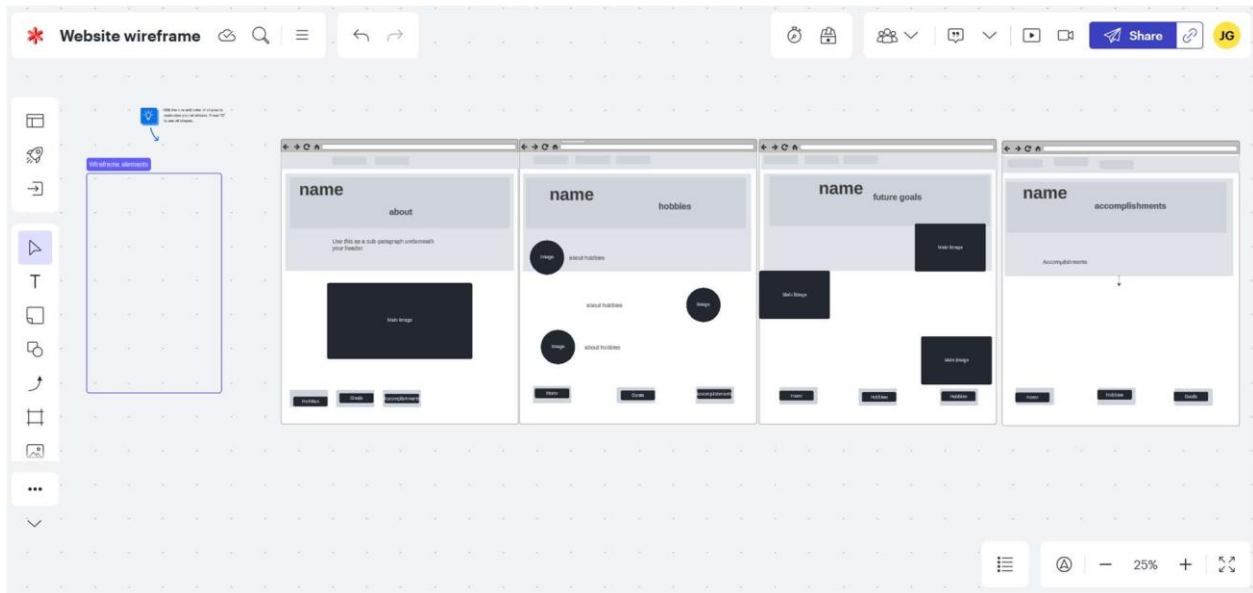 Website wireframe
Share
JG
Wireframe elements
name
about
Use this as a sub-paragraph underneath
your header
Main Image
Hobbies
Goals
Accomplishments
name
hobbies
Image
about hobbies
about hobbies
Image
Image
about hobbies
Home
Goals
Accomplishments
name
future goals
Main Image
Main Image
Main Image
Home
Hobbies
Hobbies
name
accomplishments
Accomplishments
Home
Hobbies
Goals
T
25%